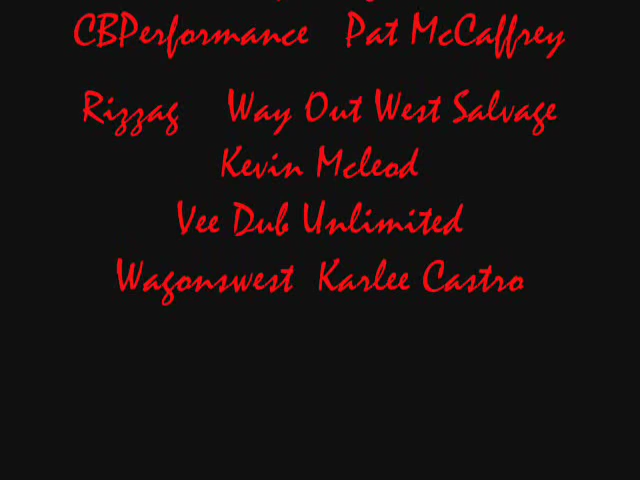 CBPerformance Pat McCaffrey
Rizzag Way Out West Salvage
Kevin Mcleod
Vee Dub Unlimited
Wagonswest Karlee Castro